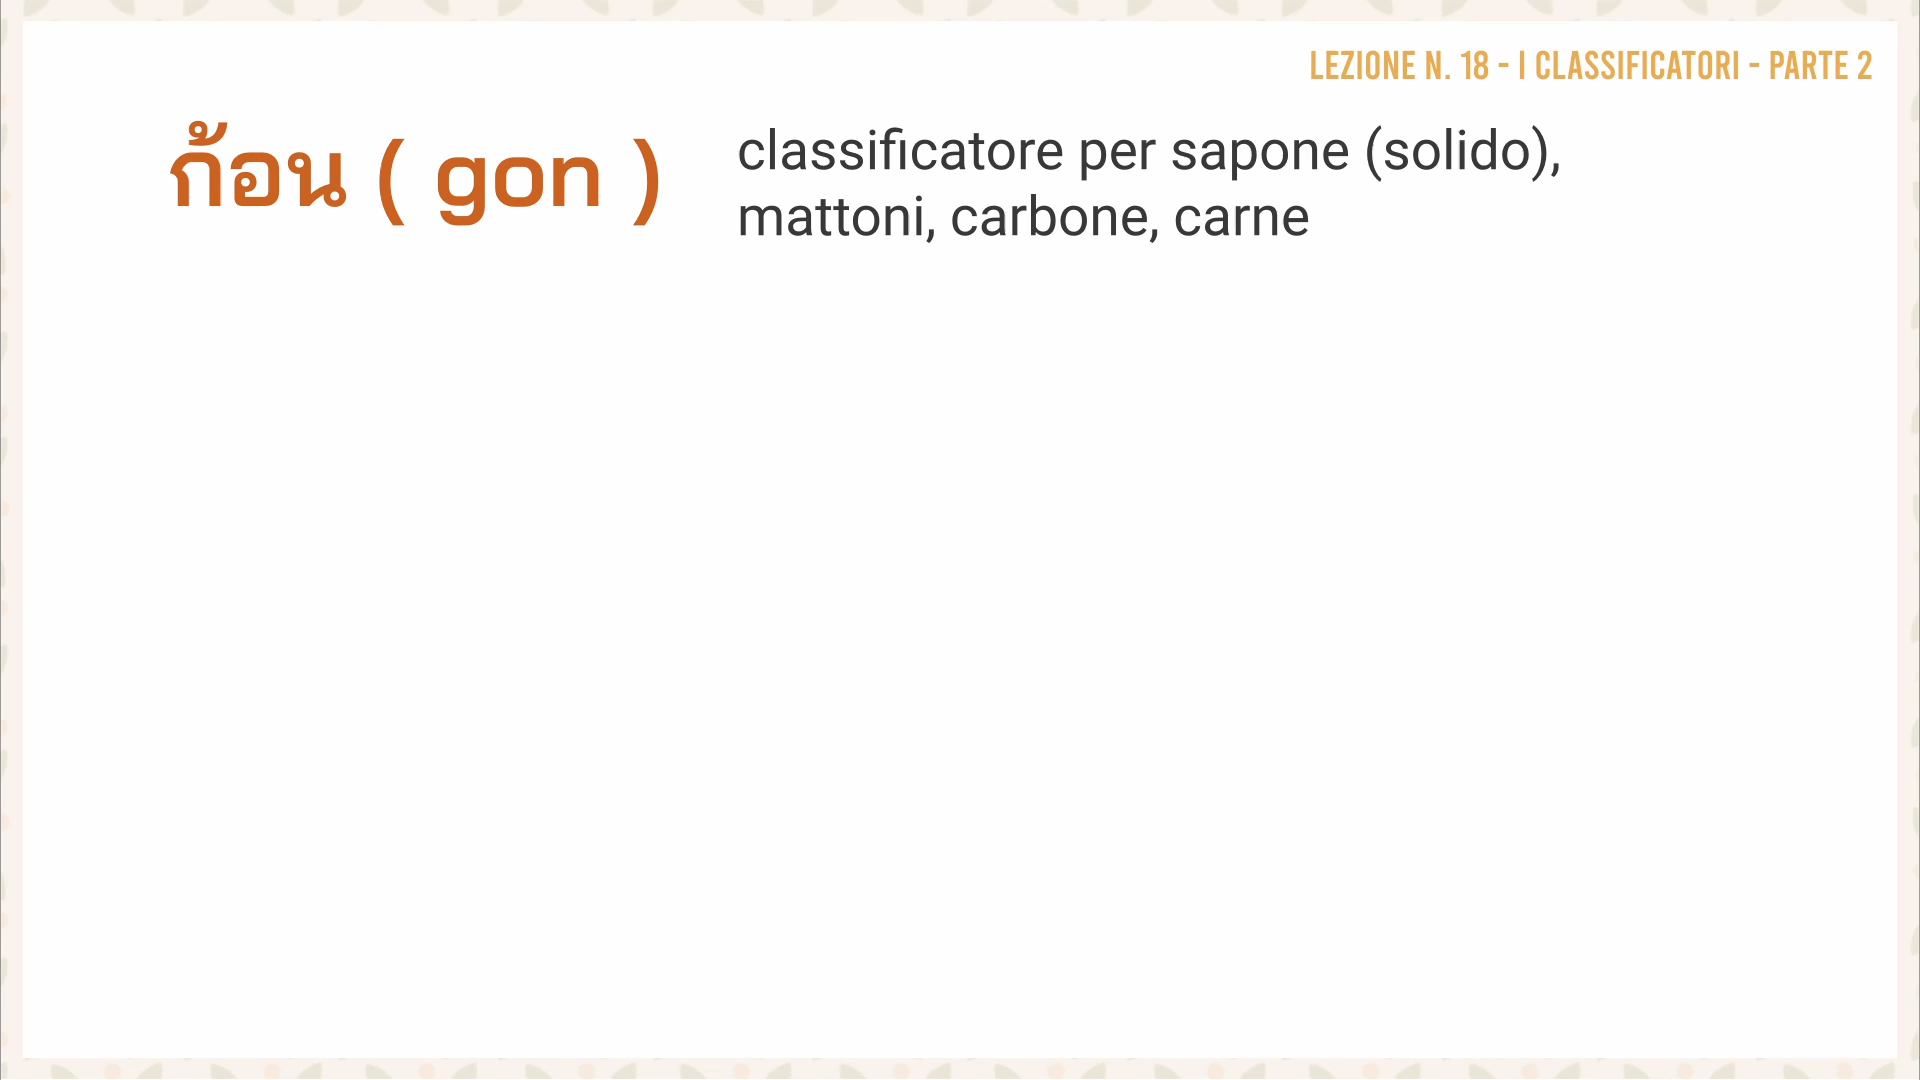 LEZIONE N. 18 - I CLASSIFICATORI - PARTE 2
ก้อน ( gon )
classificatore per sapone (solido),
mattoni, carbone, carne